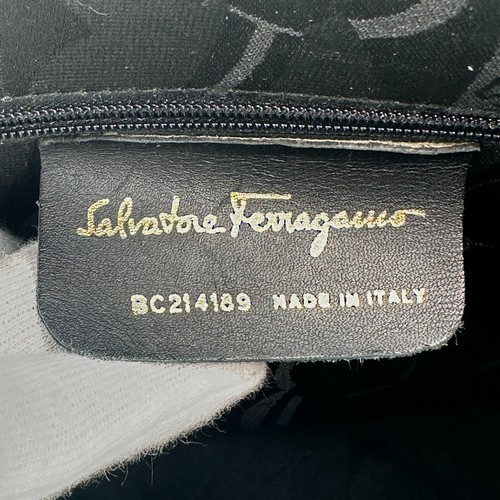 Salvatore Ferragamo
BC214189 MADE IN ITALY